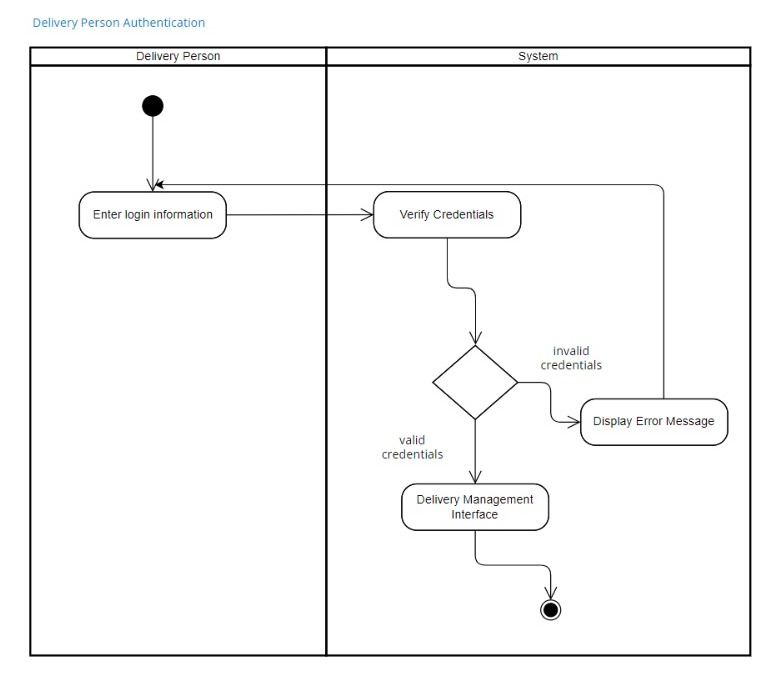 Delivery Person Authentication
Delivery Person
System
Enter login information
Verify Credentials
invalid
credentials
Display Error Message
valid
credentials
Delivery Management
Interface